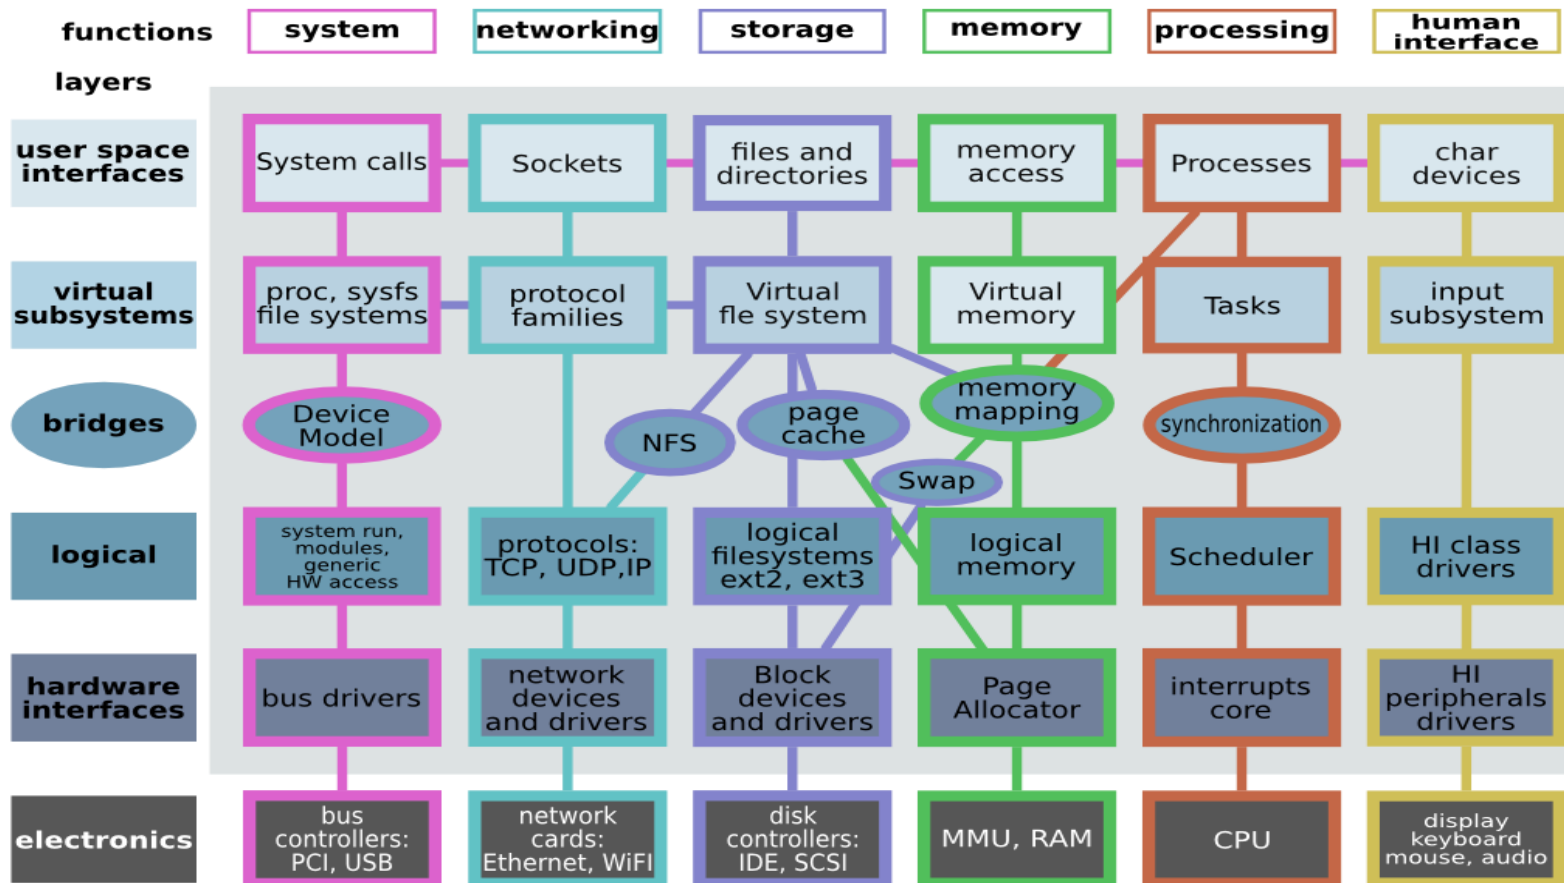 functions
system
networking
storage
memory
processing
human
interface
layers
user space
interfaces
System calls
Sockets
files and
directories
memory
access
Processes
char
devices
virtual
subsystems
proc, sysfs
file systems
protocol
families
Virtual
fle system
Virtual
memory
Tasks
input
subsystem
bridges
Device
Model
NFS
page
cache
memory
mapping
Swap
synchronization
logical
system run,
modules,
generic
HW access
protocols:
TCP, UDP,IP
logical
filesystems
ext2, ext3
logical
memory
Scheduler
HI class
drivers
hardware
interfaces
bus drivers
network
devices
and drivers
Block
devices
and drivers
Page
Allocator
interrupts
core
HI
peripherals
drivers
electronics
bus
controllers:
PCI, USB
network
cards:
Ethernet, WiFI
disk
controllers:
IDE, SCSI
MMU, RAM
CPU
display
keyboard
mouse, audio